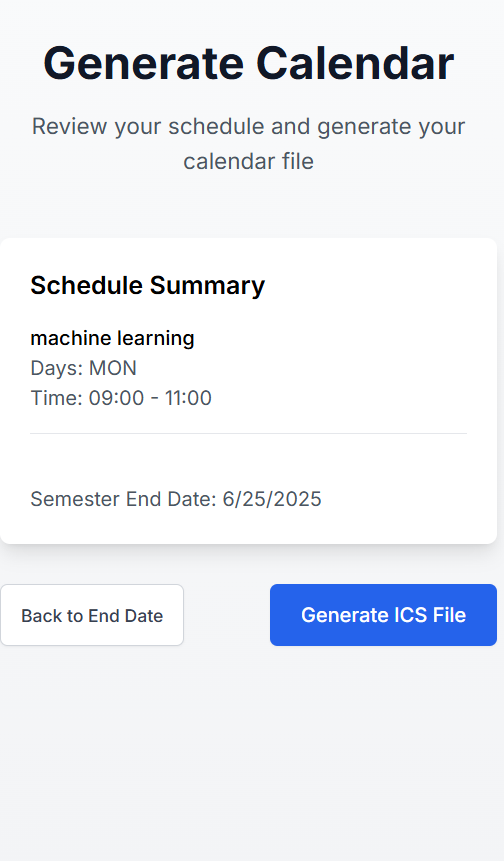 Generate Calendar
Review your schedule and generate your
calendar file
Schedule Summary
machine learning
Days: MON
Time: 09:00 - 11:00
Semester End Date: 6/25/2025
Back to End Date
Generate ICS File